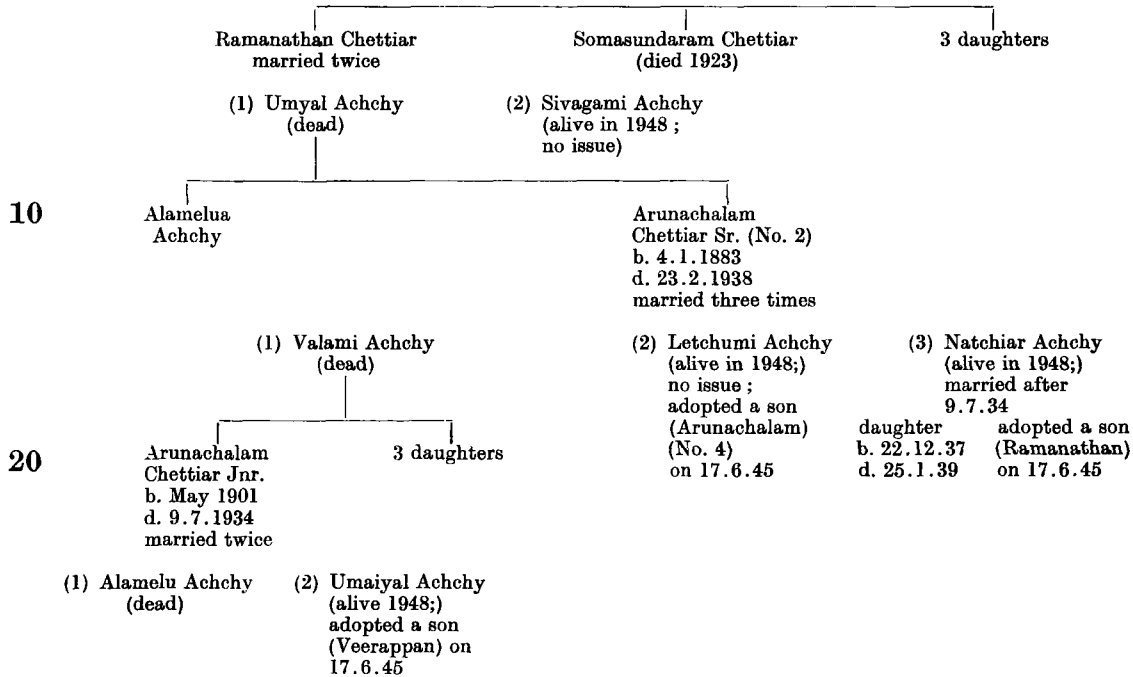 Ramanathan Chettiar Somasundaram Chettiar 3 daughters
married twice (died 1923)
(1) Umyal Achchy (2) Sivagami Achchy
(dead) (alive in 1948 ;
no issue)
10 Alamelua Arunachalam
Achchy Chettiar Sr. (No. 2)
b. 4.1.1883
d. 23.2.1938
married three times
(1) Valami Achchy (2) Letchumi Achchy (3) Natchiar Achchy
(dead) (alive in 1948;) (alive in 1948;)
no issue ; married after
adopted a son 9.7.34
(Arunachalam) daughter adopted a son
20 Arunachalam 3 daughters (No. 4) b. 22.12.37 (Ramanathan)
Chettiar Jnr. on 17.6.45 d. 25.1.39 on 17.6.45
b. May 1901
d. 9.7.1934
married twice
(1) Alamelu Achchy (2) Umaiyal Achchy
(dead) (alive 1948;)
adopted a son
(Veerappan) on
17.6.45